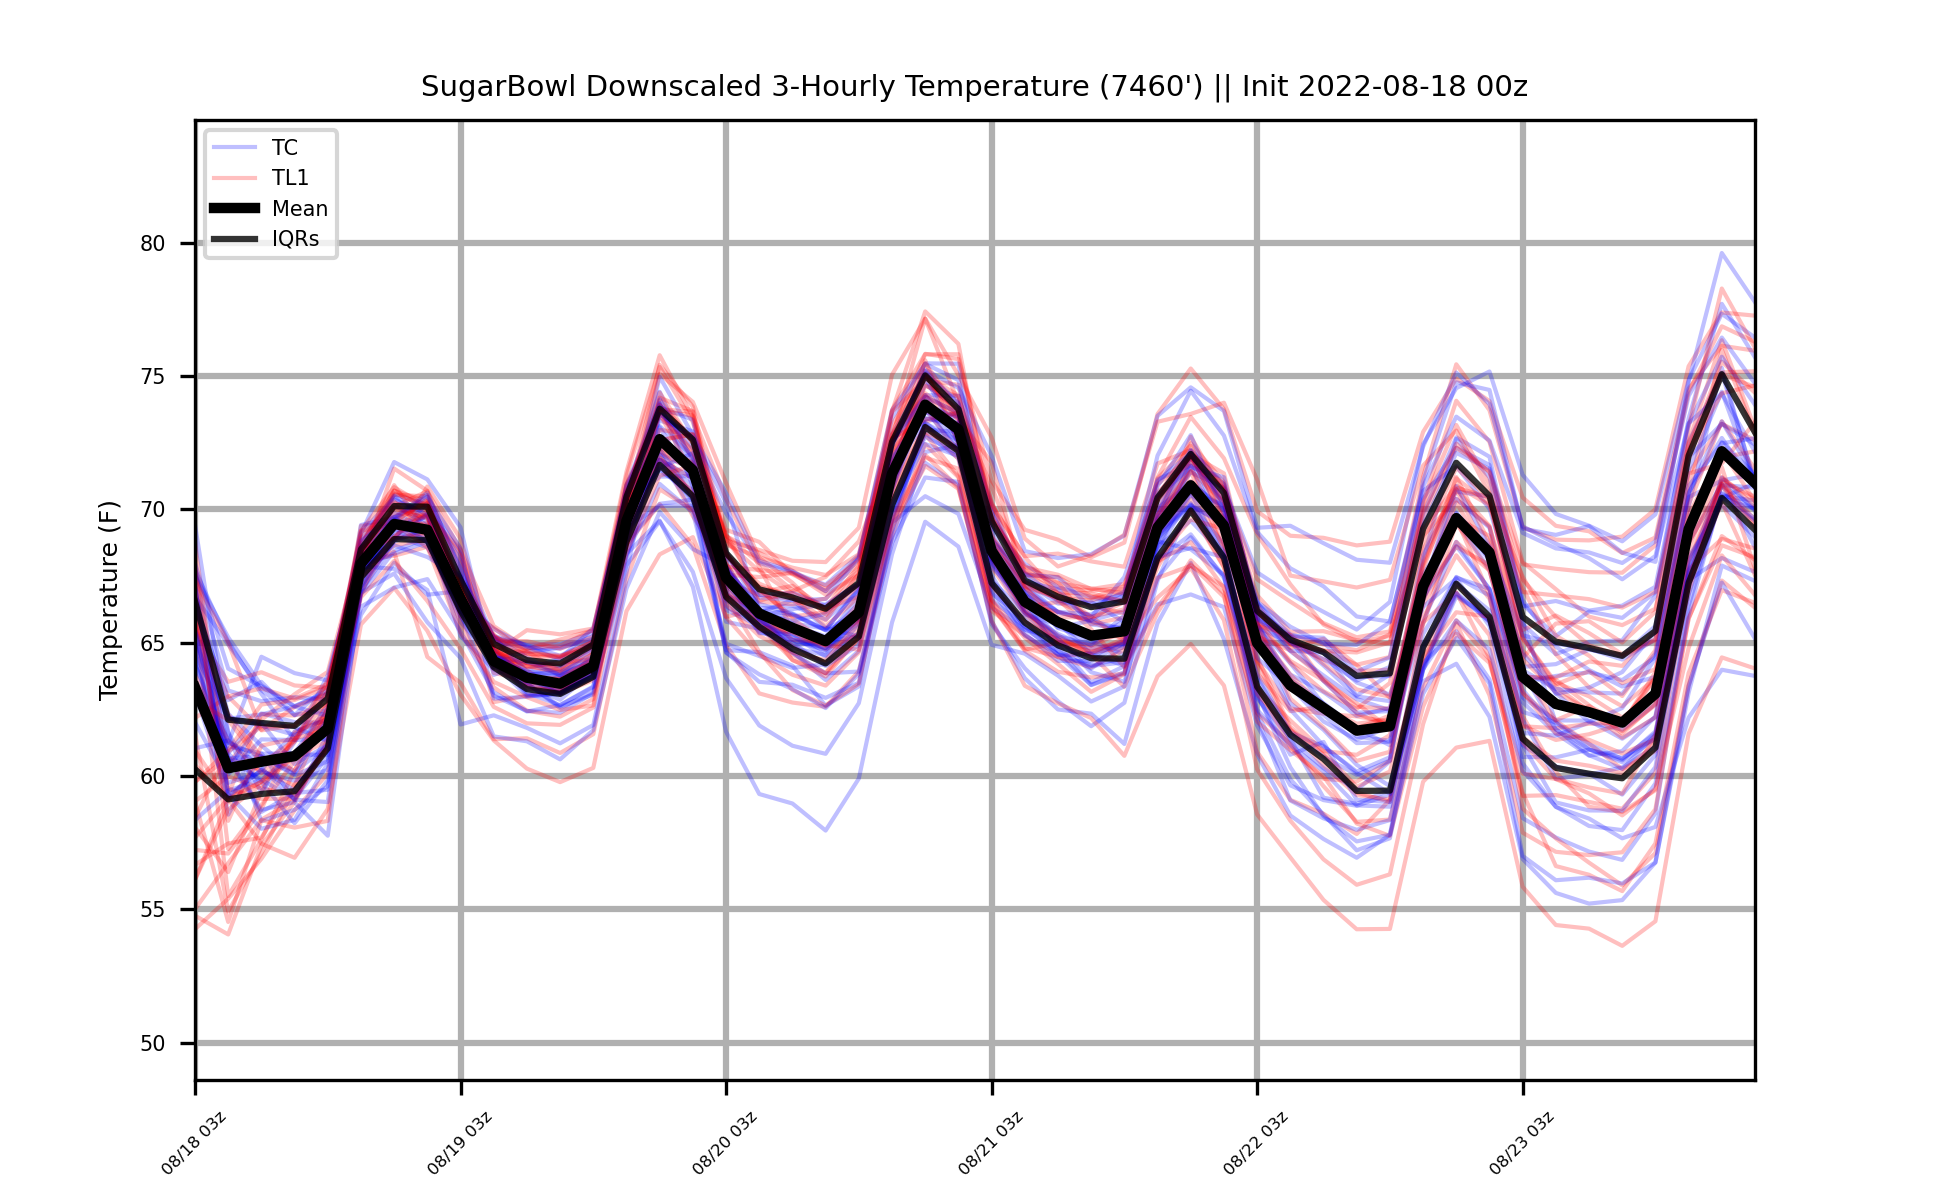 SugarBowl Downscaled 3-Hourly Temperature (7460') || Init 2022-08-18 00z
TC
TL1
Mean
IQRs
Temperature (F)
80
75
70
65
60
55
50
08/18 03z
08/19 03z
08/20 03z
08/21 03z
08/22 03z
08/23 03z